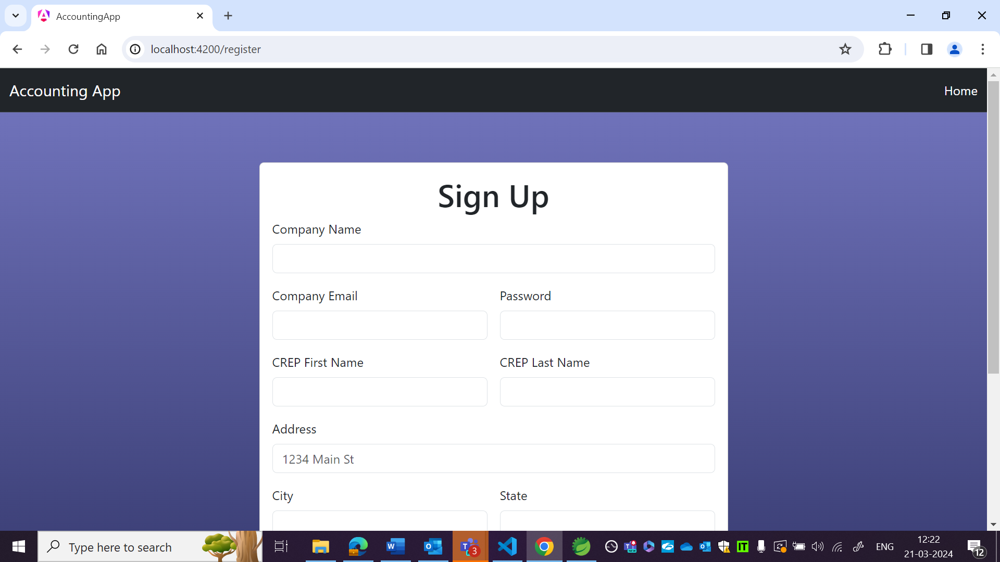 AccountingApp
localhost:4200/register
Accounting App
Home
Sign Up
Company Name
Company Email
Password
CREP First Name
CREP Last Name
Address
1234 Main St
City
State
Type here to search
W
O
T
3
T
NEW
O
IT
ENG
12:22
21-03-2024
12